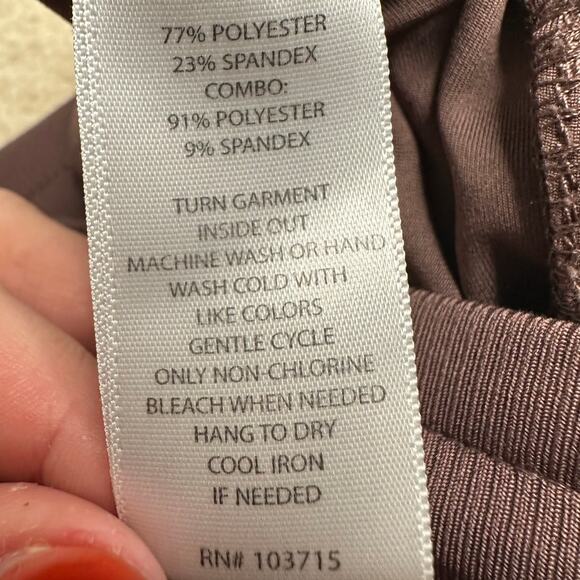 77% POLYESTER
23% SPANDEX
COMBO:
91% POLYESTER
9% SPANDEX
TURN GARMENT
INSIDE OUT
MACHINE WASH OR HAND
WASH COLD WITH
LIKE COLORS
GENTLE CYCLE
ONLY NON-CHLORINE
BLEACH WHEN NEEDED
HANG TO DRY
COOL IRON
IF NEEDED
RN# 103715